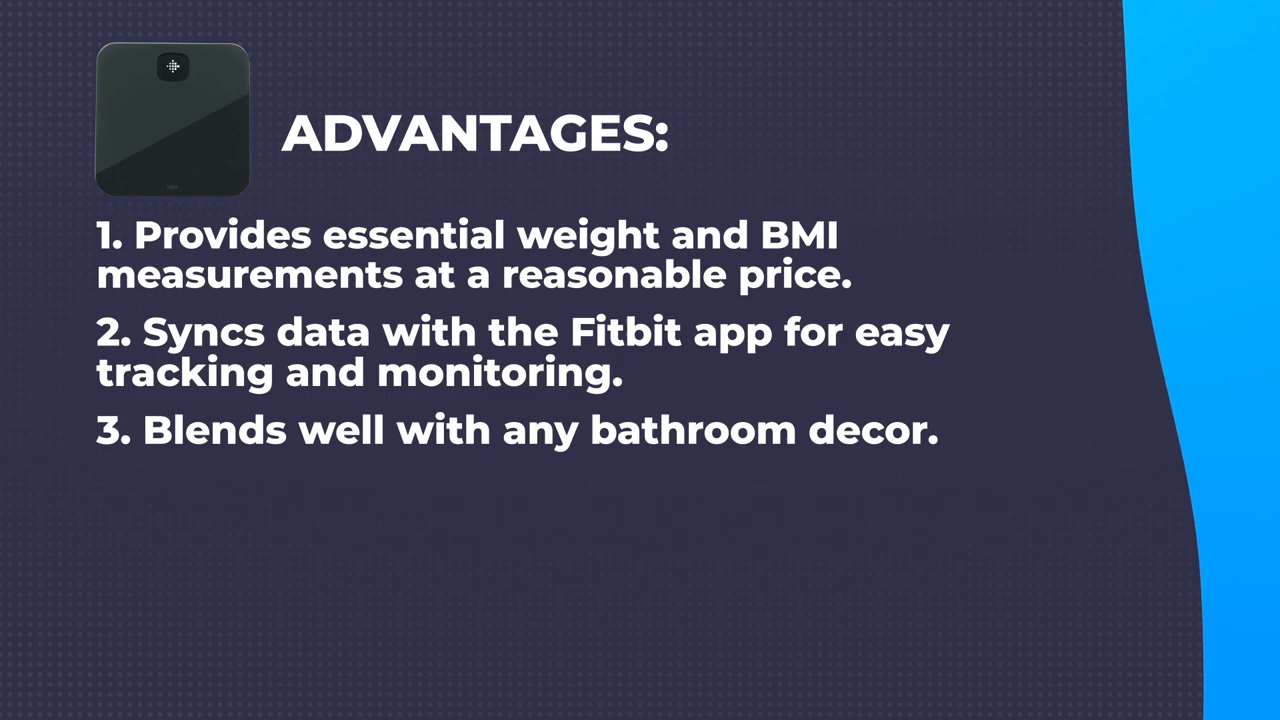 ADVANTAGES:
1. Provides essential weight and BMI
measurements at a reasonable price.
2. Syncs data with the Fitbit app for easy
tracking and monitoring.
3. Blends well with any bathroom decor.